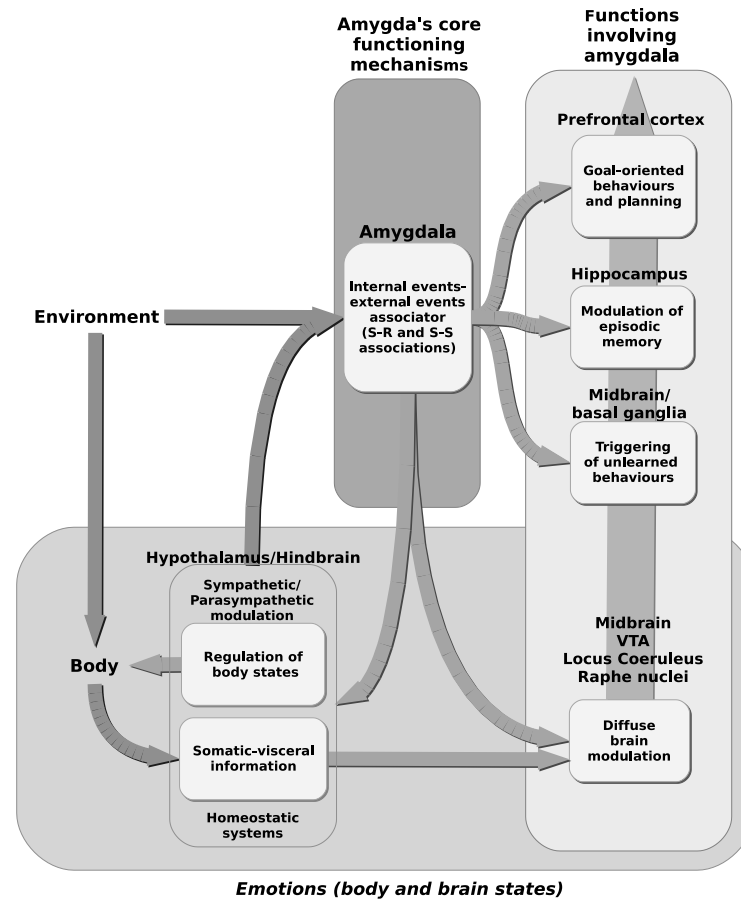 Amygda's core
functioning
mechanisms
Functions
involving
amygdala
Prefrontal cortex
Goal-oriented
behaviours
and planning
Amygdala
Internal events-
external events
associator
(S-R and S-S
associations)
Hippocampus
Modulation of
episodic
memory
Environment
Midbrain/
basal ganglia
Triggering
of unlearned
behaviours
Hypothalamus/Hindbrain
Sympathetic/
Parasympathetic
modulation
Regulation of
body states
Body
Midbrain
VTA
Locus Coeruleus
Raphe nuclei
Somatic-visceral
information
Diffuse
brain
modulation
Homeostatic
systems
Emotions (body and brain states)